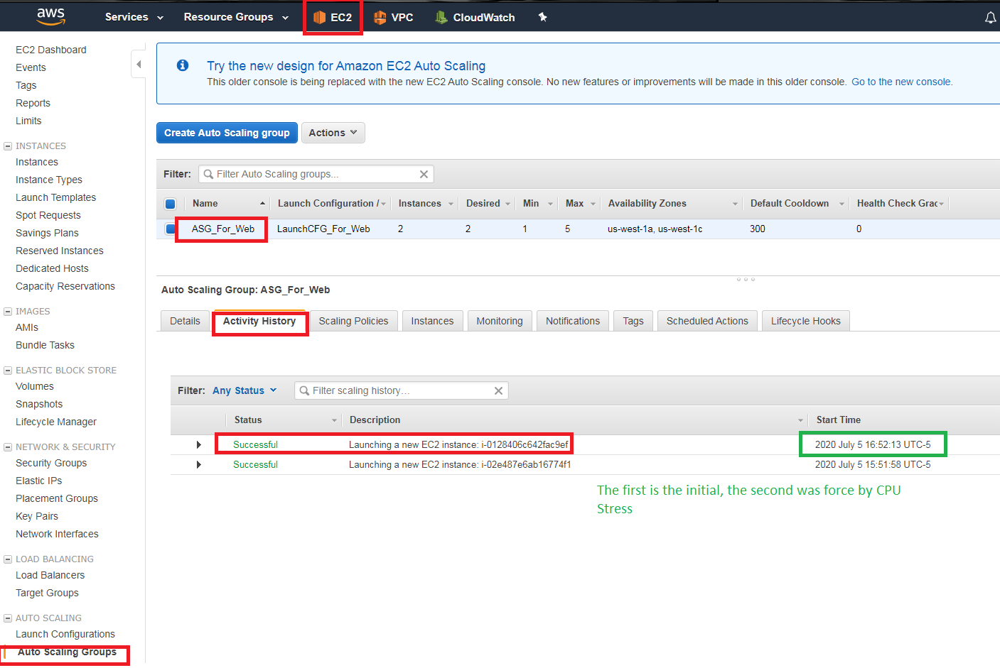 aws Services Resource Groups EC2 VPC CloudWatch
EC2 Dashboard
Events
Tags
Reports
Limits
INSTANCES
Instances
Instance Types
Launch Templates
Spot Requests
Savings Plans
Reserved Instances
Dedicated Hosts
Capacity Reservations
IMAGES
AMIs
Bundle Tasks
ELASTIC BLOCK STORE
Volumes
Snapshots
Lifecycle Manager
NETWORK & SECURITY
Security Groups
Elastic IPs
Placement Groups
Key Pairs
Network Interfaces
LOAD BALANCING
Load Balancers
Target Groups
AUTO SCALING
Launch Configurations
Auto Scaling Groups
Try the new design for Amazon EC2 Auto Scaling
This older console is being replaced with the new EC2 Auto Scaling console. No new features or improvements will be made in this older console. Go to the new console.
Create Auto Scaling group Actions
Filter: Filter Auto Scaling groups...
Name Launch Configuration / Instances Desired Min Max Availability Zones Default Cooldown Health Check Grac
ASG_For_Web LaunchCFG_For_Web 2 2 1 5 us-west-1a, us-west-1c 300 0
Auto Scaling Group: ASG_For_Web
Details Activity History Scaling Policies Instances Monitoring Notifications Tags Scheduled Actions Lifecycle Hooks
Filter: Any Status Filter scaling history...
Status Description Start Time
Successful Launching a new EC2 instance: i-0128406c642fac9ef 2020 July 5 16:52:13 UTC-5
Successful Launching a new EC2 instance: i-02e487e6ab16774f1 2020 July 5 15:51:58 UTC-5
The first is the initial, the second was force by CPU
Stress